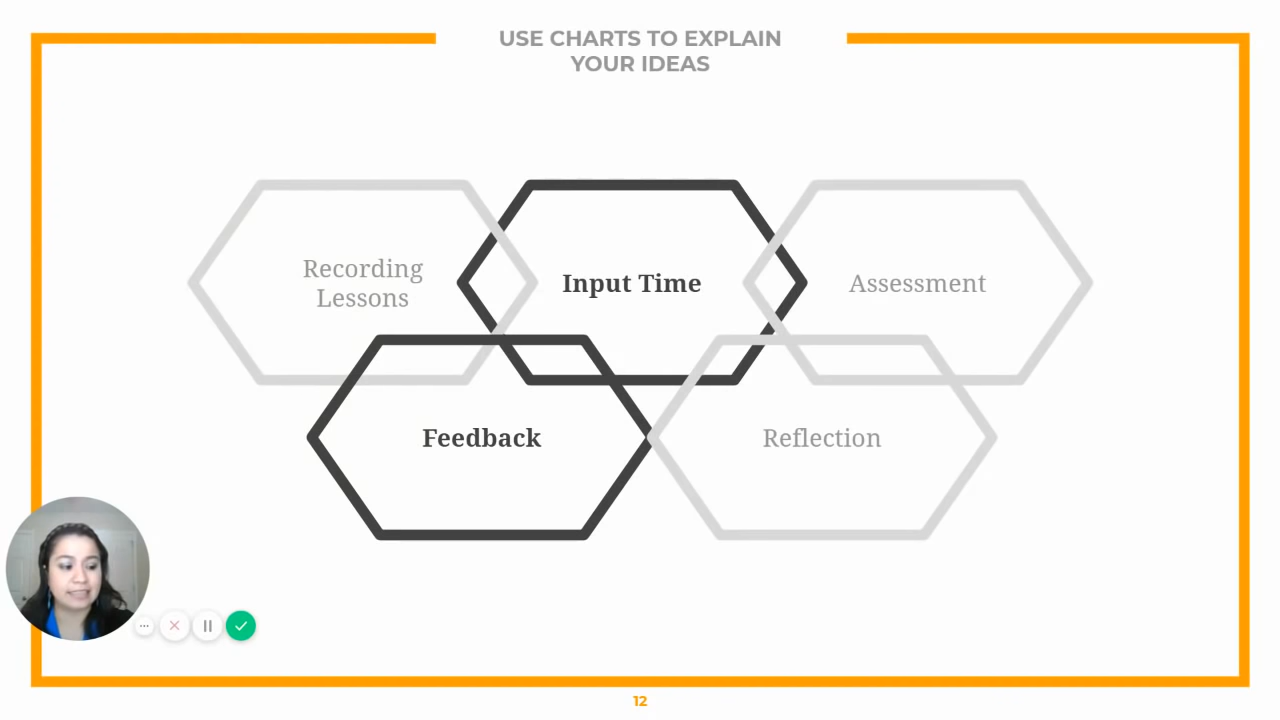 USE CHARTS TO EXPLAIN
YOUR IDEAS
Recording
Lessons
Input Time
Assessment
Feedback
Reflection
12